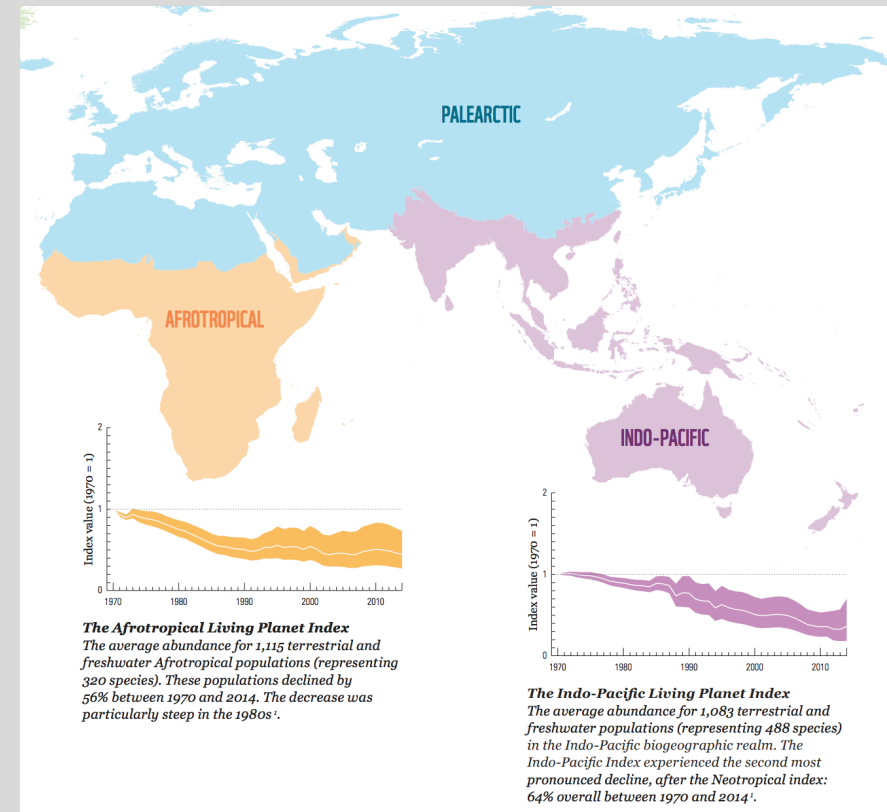 PALEARCTIC
AFROTROPICAL
INDO-PACIFIC
Index value (1970 = 1)
2
1
0
1970 1980 1990 2000 2010
The Afrotropical Living Planet Index
The average abundance for 1,115 terrestrial and
freshwater Afrotropical populations (representing
320 species). These populations declined by
56% between 1970 and 2014. The decrease was
particularly steep in the 1980s¹.
Index value (1970 = 1)
2
1
0
1970 1980 1990 2000 2010
The Indo-Pacific Living Planet Index
The average abundance for 1,083 terrestrial and
freshwater populations (representing 488 species)
in the Indo-Pacific biogeographic realm. The
Indo-Pacific Index experienced the second most
pronounced decline, after the Neotropical index:
64% overall between 1970 and 2014¹.